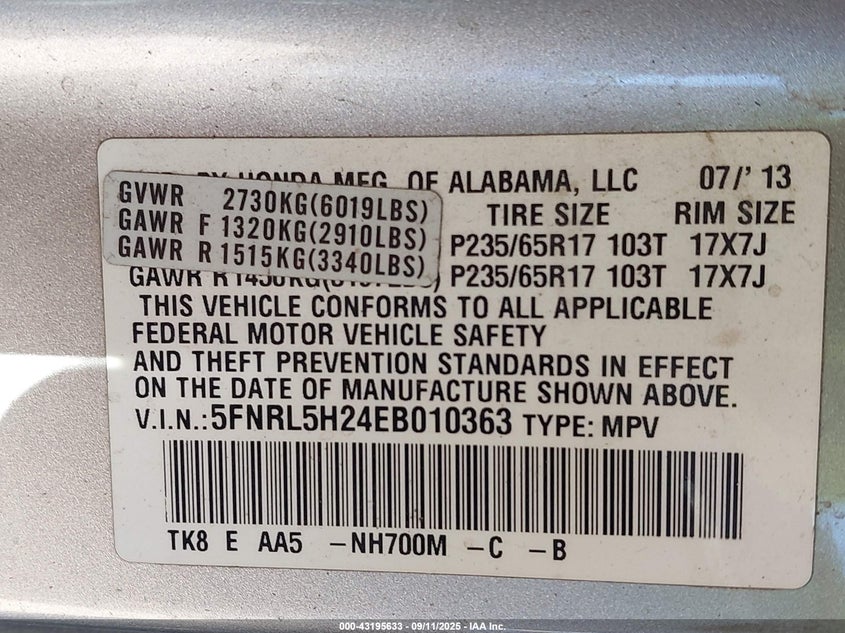 BY HONDA MFG. OF ALABAMA, LLC 07/' 13
GVWR 2730KG(6019LBS) TIRE SIZE RIM SIZE
GAWR F 1320KG(2910LBS) P235/65R17 103T 17X7J
GAWR R 1515KG(3340LBS) P235/65R17 103T 17X7J
GAWR R
THIS VEHICLE CONFORMS TO ALL APPLICABLE
FEDERAL MOTOR VEHICLE SAFETY
AND THEFT PREVENTION STANDARDS IN EFFECT
ON THE DATE OF MANUFACTURE SHOWN ABOVE.
V.I.N.:5FNRL5H24EB010363 TYPE: MPV
TK8 E AA5 -NH700M -C -B
000-43195633 - 09/11/2025 - IAA Inc.